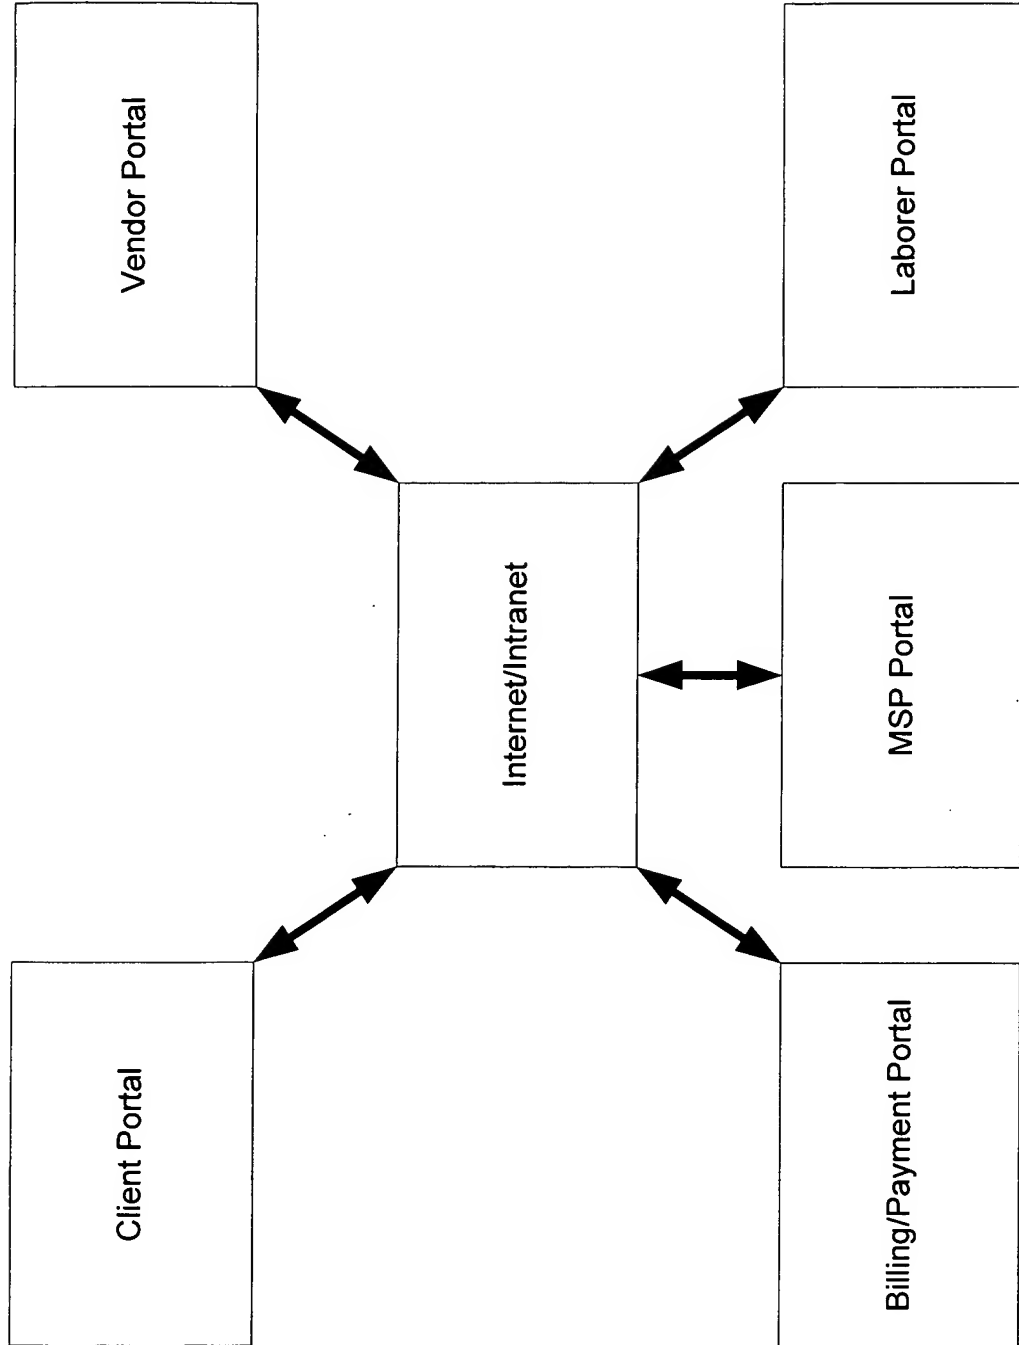 Client Portal
Vendor Portal
Internet/Intranet
Billing/Payment Portal
MSP Portal
Laborer Portal